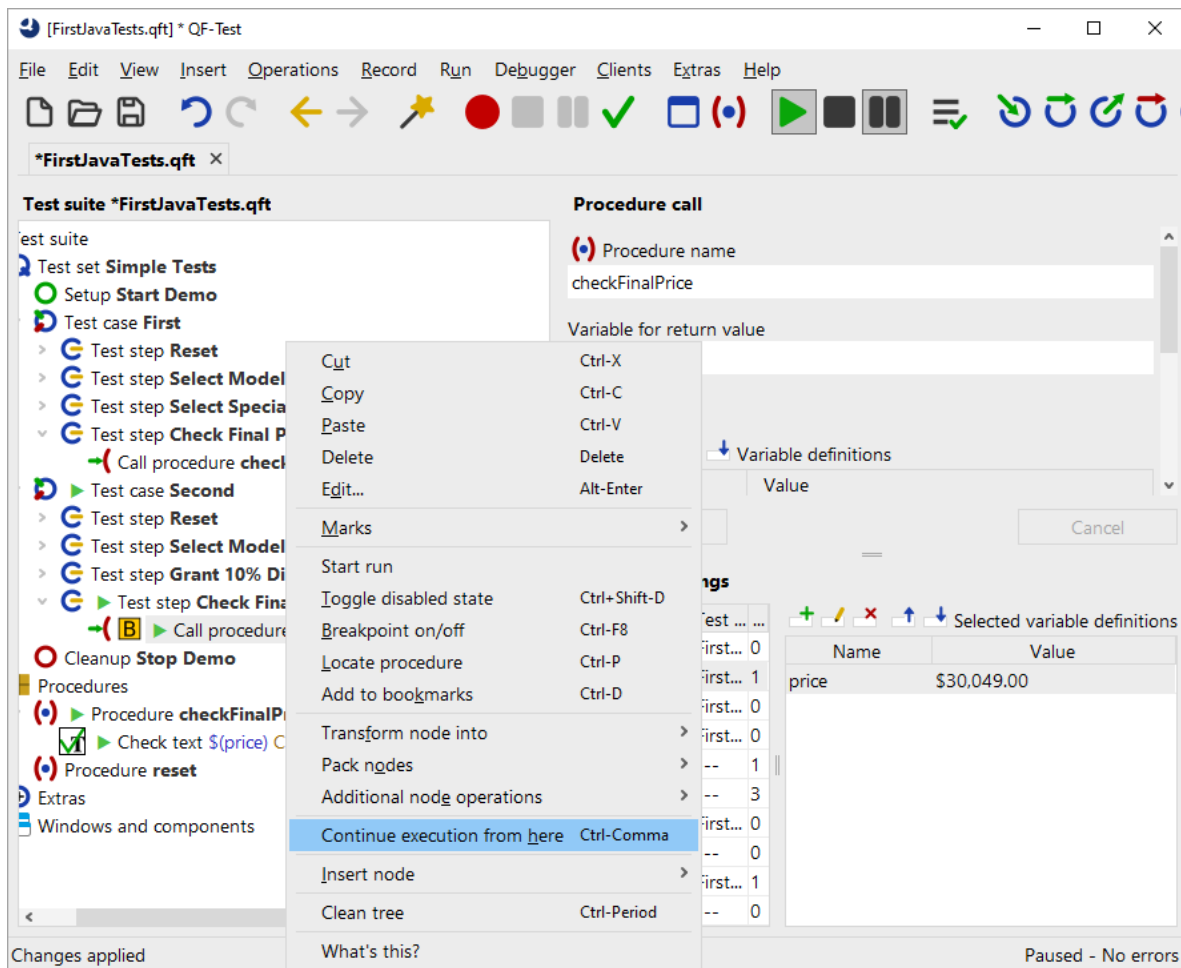 [FirstJavaTests.qft] * QF-Test
File Edit View Insert Operations Record Run Debugger Clients Extras Help
*FirstJavaTests.qft
Test suite *FirstJavaTests.qft
est suite
Test set Simple Tests
Setup Start Demo
Test case First
Test step Reset
Test step Select Model
Test step Select Specia
Test step Check Final P
Call procedure check
Test case Second
Test step Reset
Test step Select Model
Test step Grant 10% Di
Test step Check Fina
B Call procedure
Cleanup Stop Demo
Procedures
Procedure checkFinalPri
Check text $(price) C
Procedure reset
Extras
Windows and components
Cut Ctrl-X
Copy Ctrl-C
Paste Ctrl-V
Delete Delete
Edit... Alt-Enter
Marks
Start run
Toggle disabled state Ctrl+Shift-D
Breakpoint on/off Ctrl-F8
Locate procedure Ctrl-P
Add to bookmarks Ctrl-D
Transform node into
Pack nodes
Additional node operations
Continue execution from here Ctrl-Comma
Insert node
Clean tree Ctrl-Period
What's this?
Procedure call
Procedure name
checkFinalPrice
Variable for return value
Variable definitions
Value
Cancel
ngs
Test ... ...
First... 0
First... 1
First... 0
First... 0
-- 1
-- 3
First... 0
-- 0
First... 1
-- 0
Selected variable definitions
Name Value
price $30,049.00
Changes applied
Paused - No errors